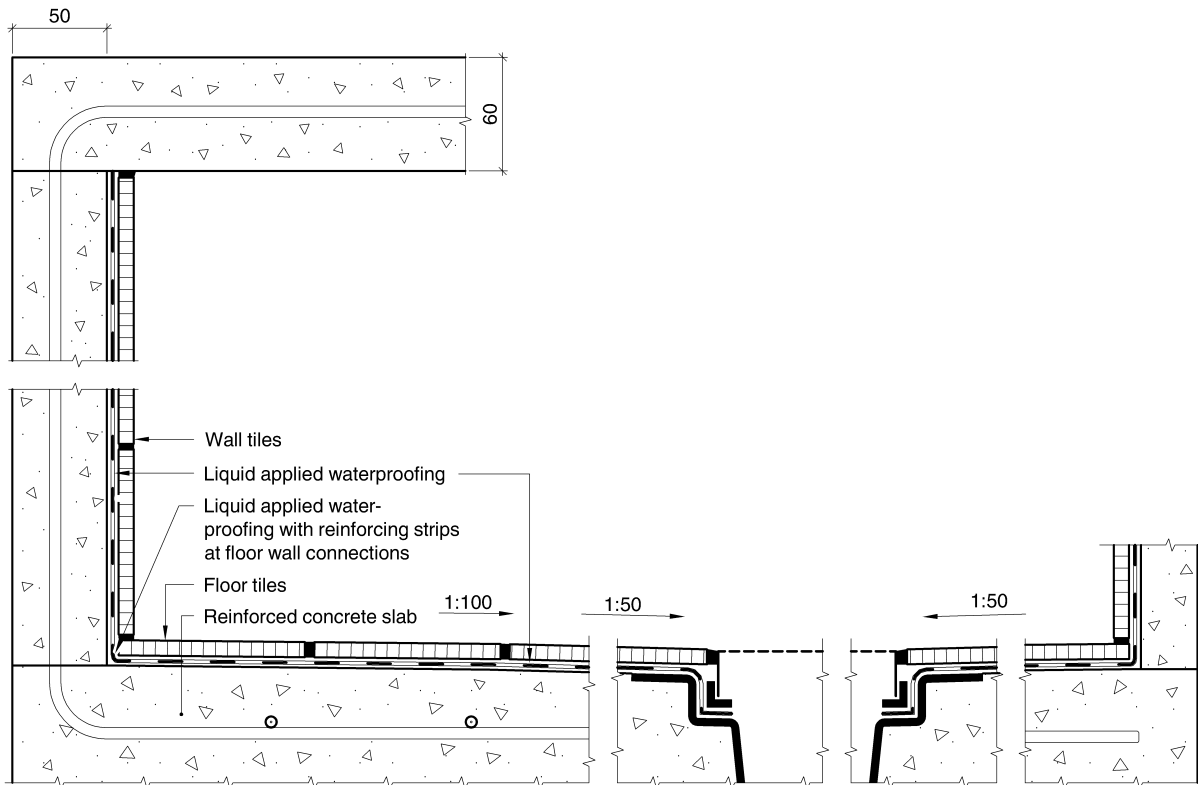 50
60
Wall tiles
Liquid applied waterproofing
Liquid applied water-
proofing with reinforcing strips
at floor wall connections
Floor tiles
1:100
1:50
1:50
Reinforced concrete slab